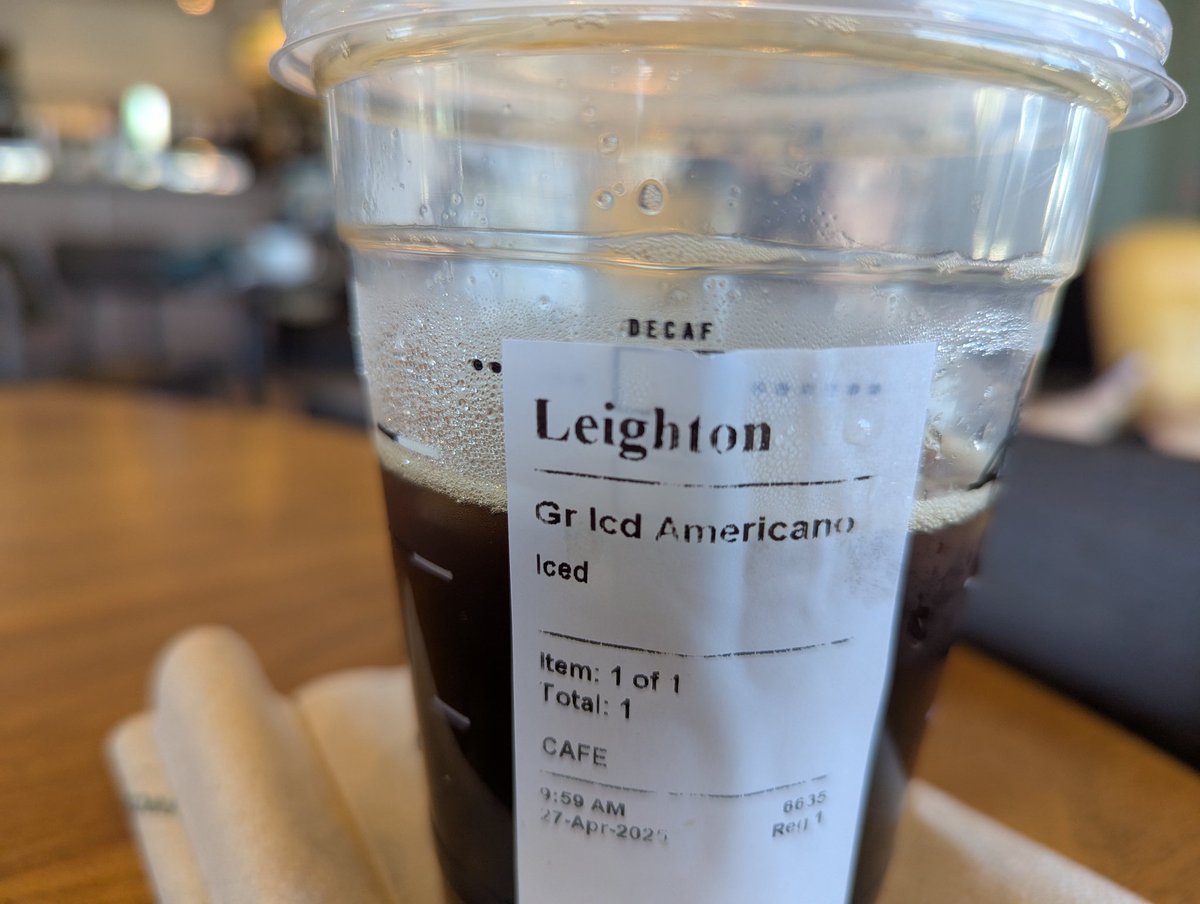 DECAF
Leighton
Gr Icd Americano
Iced
Item: 1 of 1
Total: 1
CAFE
9:59 AM 6635
27-Apr-2025 Reg 1